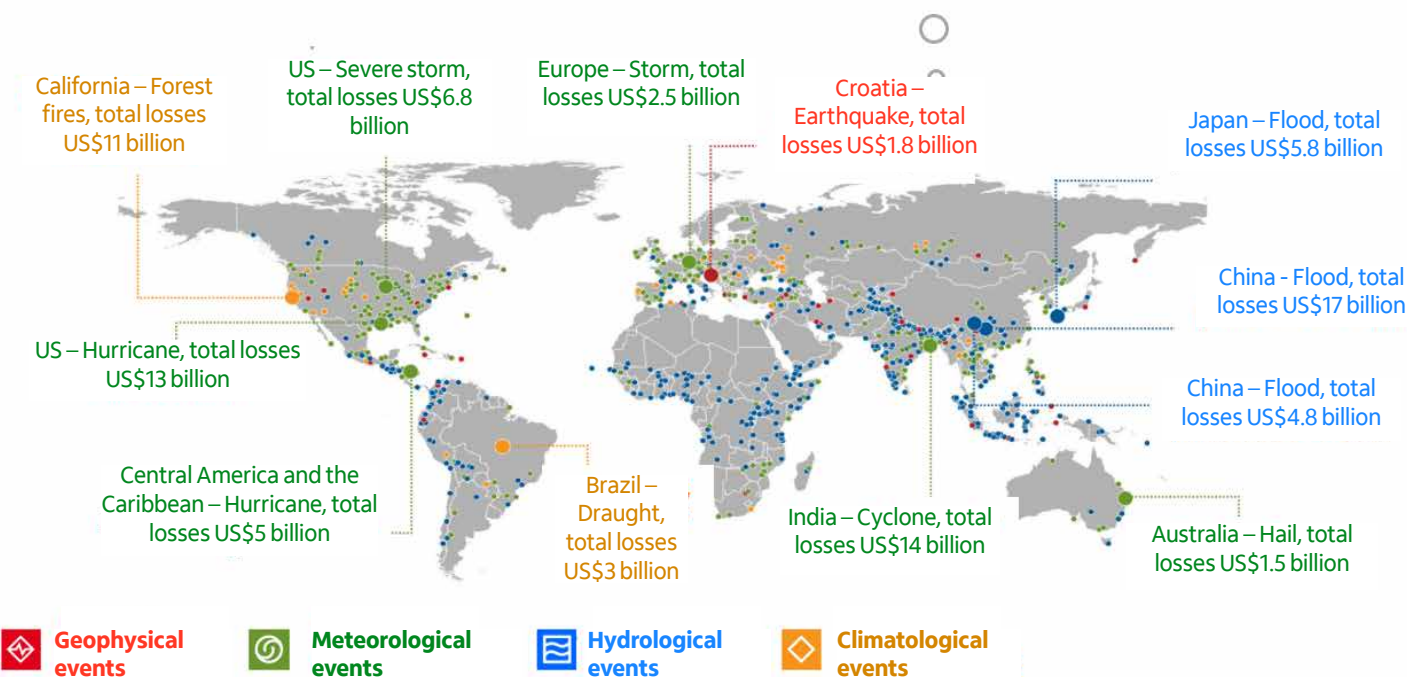 California – Forest
fires, total losses
US$11 billion
US – Severe storm,
total losses US$6.8
billion
Europe – Storm, total
losses US$2.5 billion
Croatia –
Earthquake, total
losses US$1.8 billion
Japan – Flood, total
losses US$5.8 billion
China - Flood, total
losses US$17 billion
US – Hurricane, total losses
US$13 billion
China – Flood, total
losses US$4.8 billion
Central America and the
Caribbean – Hurricane, total
losses US$5 billion
Brazil –
Draught,
total losses
US$3 billion
India – Cyclone, total
losses US$14 billion
Australia – Hail, total
losses US$1.5 billion
Geophysical
events
Meteorological
events
Hydrological
events
Climatological
events